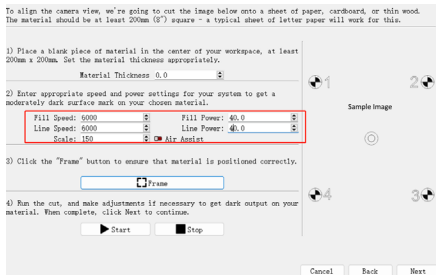 To align the camera, we're going to cut the image below onto a sheet of paper, cardboard, or thin wood.
The material should be at least 200mm (8") square - a typical sheet of letter paper will work for this.
1) Place a blank piece of material in the center of your workspace, at least
200mm x 200mm. Set the material thickness appropriately.
Material Thickness 0.0
2) Enter appropriate speed and power settings for your system to get a
moderately dark surface mark on your chosen material.
Fill Speed: 6000 Fill Power: 40.0
Line Speed: 6000 Line Power: 40.0
Scale: 150 Air Assist
3) Click the "Frame" button to ensure that material is positioned correctly.
Frame
4) Run the cut, and make adjustments if necessary to get dark output on your
material. When complete, click Next to continue.
Start Stop
1 2
Sample Image
4 3
Cancel Back Next